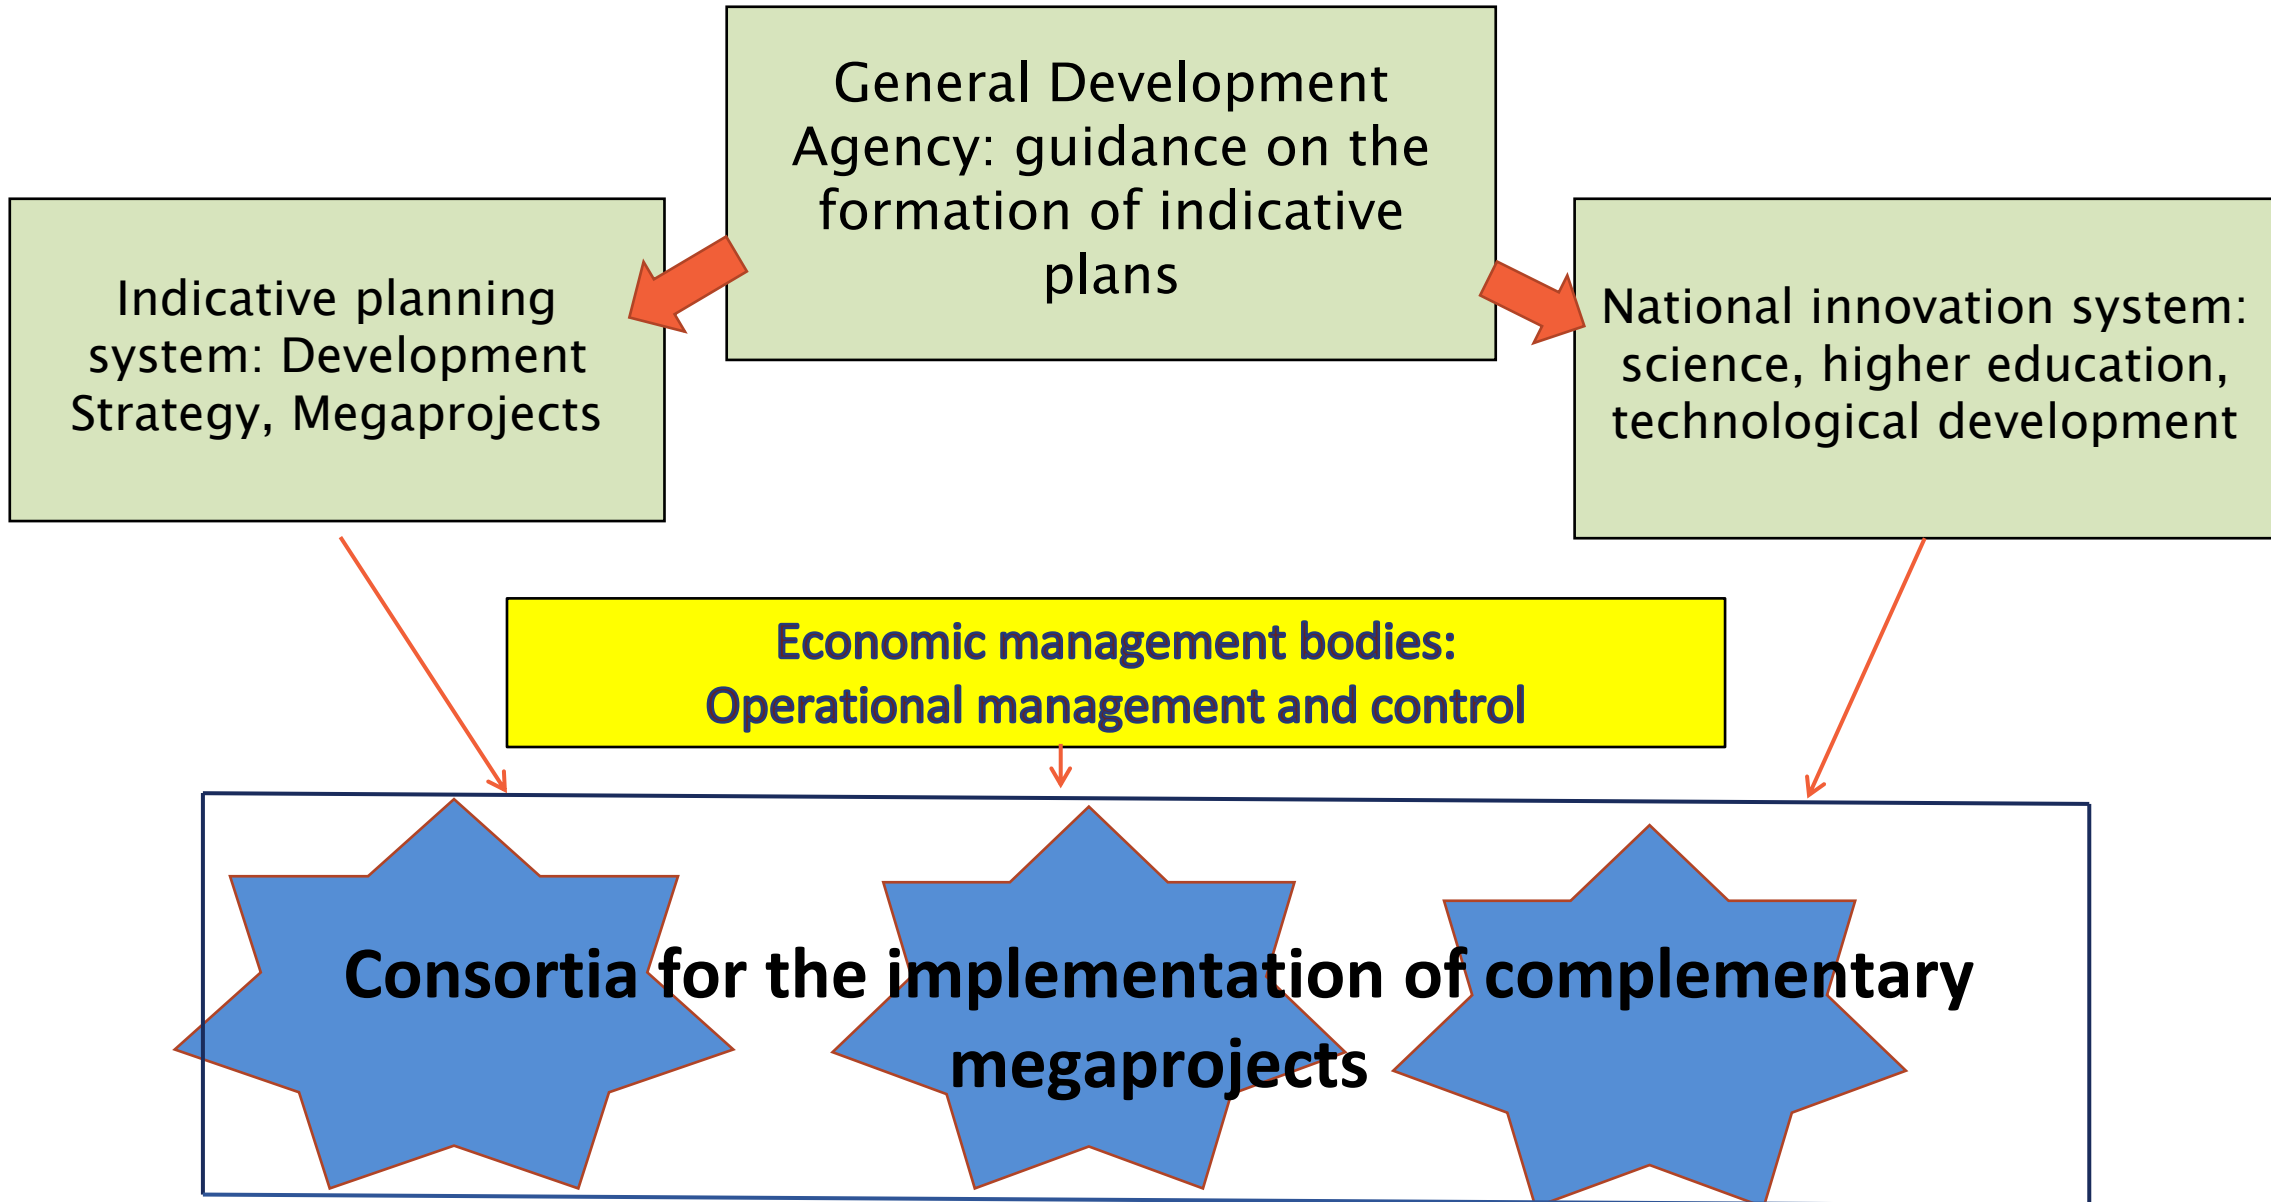 General Development
Agency: guidance on the
formation of indicative
plans
Indicative planning
system: Development
Strategy, Megaprojects
National innovation system:
science, higher education,
technological development
Economic management bodies:
Operational management and control
Consortia for the implementation of complementary
megaprojects